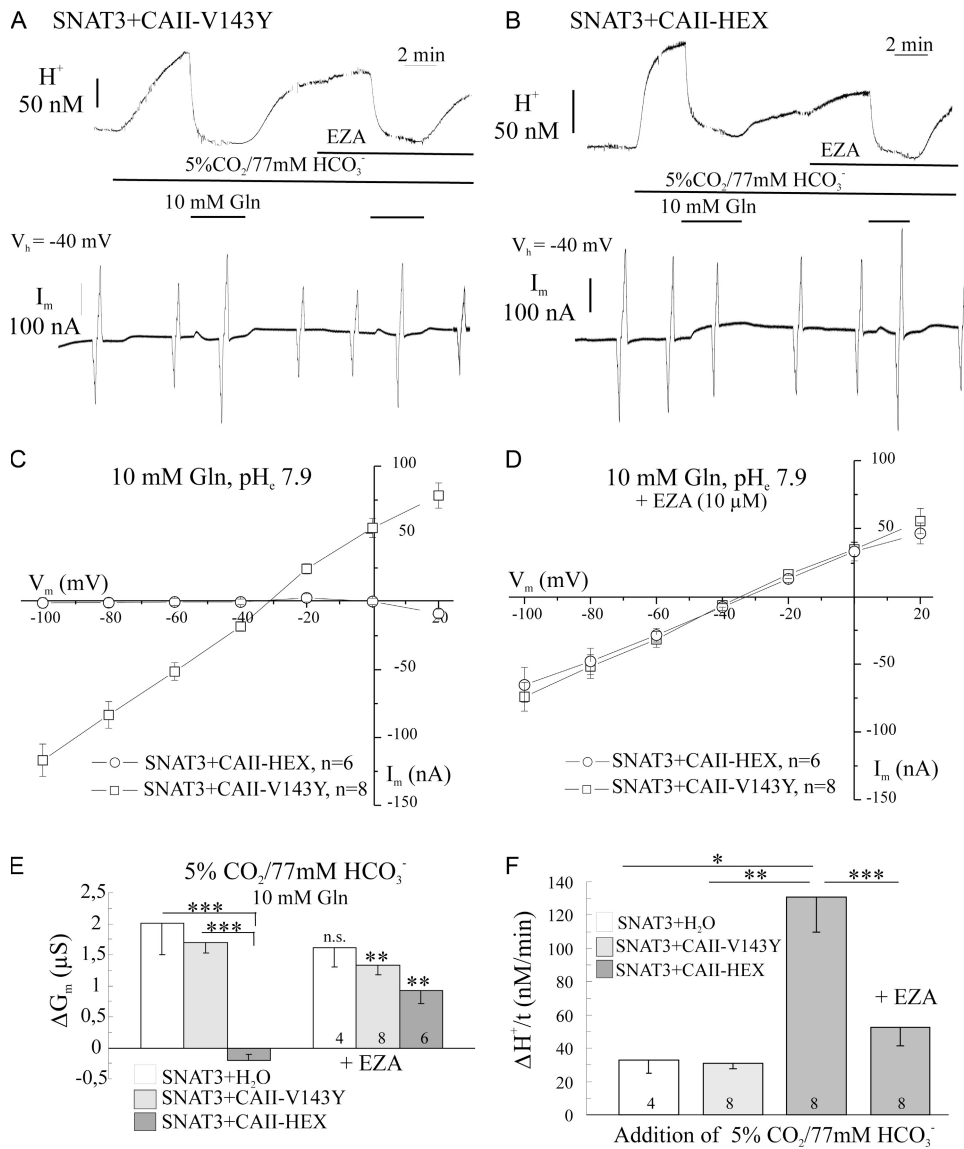 A SNAT3+CAII-V143Y
H⁺
50 nM
2 min
EZA
5%CO₂/77mM HCO₃⁻
10 mM Gln
Vₕ= -40 mV
Iₘ
100 nA
B SNAT3+CAII-HEX
H⁺
50 nM
2 min
EZA
5%CO₂/77mM HCO₃⁻
10 mM Gln
Vₕ= -40 mV
Iₘ
100 nA
C 10 mM Gln, pHₑ 7.9
100
50
Vₘ (mV)
-100 -80 -60 -40 -20 20
-50
-100
-150
SNAT3+CAII-HEX, n=6
SNAT3+CAII-V143Y, n=8
Iₘ (nA)
D 10 mM Gln, pHₑ 7.9
+ EZA (10 µM)
100
50
Vₘ (mV)
-100 -80 -60 -40 -20 0 20
-50
-100
-150
SNAT3+CAII-HEX, n=6
SNAT3+CAII-V143Y, n=8
Iₘ (nA)
E 5% CO₂/77mM HCO₃⁻
10 mM Gln
ΔGₘ (µS)
2,5
2
1,5
1
0,5
0
-0,5
***
***
n.s.
**
**
4 8 6
+ EZA
SNAT3+H₂O
SNAT3+CAII-V143Y
SNAT3+CAII-HEX
F
ΔH⁺/t (nM/min)
140
120
100
80
60
40
20
0
*
**
***
SNAT3+H₂O
SNAT3+CAII-V143Y
SNAT3+CAII-HEX
+ EZA
4 8 8 8
Addition of 5% CO₂/77mM HCO₃⁻